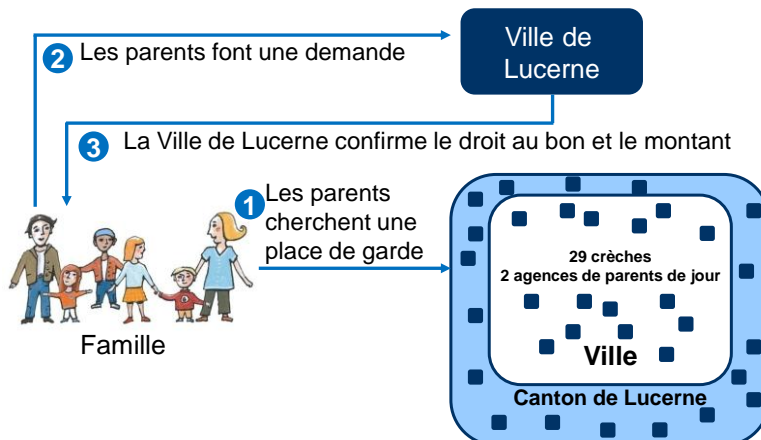 Ville de
Lucerne
2 Les parents font une demande
3 La Ville de Lucerne confirme le droit au bon et le montant
1 Les parents
cherchent une
place de garde
Famille
29 crèches
2 agences de parents de jour
Ville
Canton de Lucerne